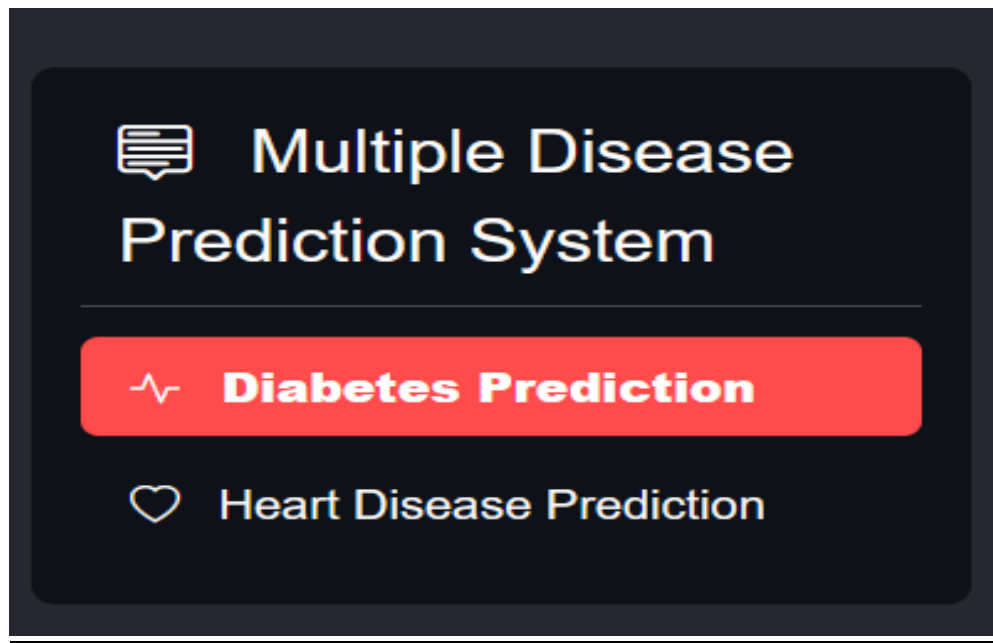 Multiple Disease
Prediction System
Diabetes Prediction
Heart Disease Prediction